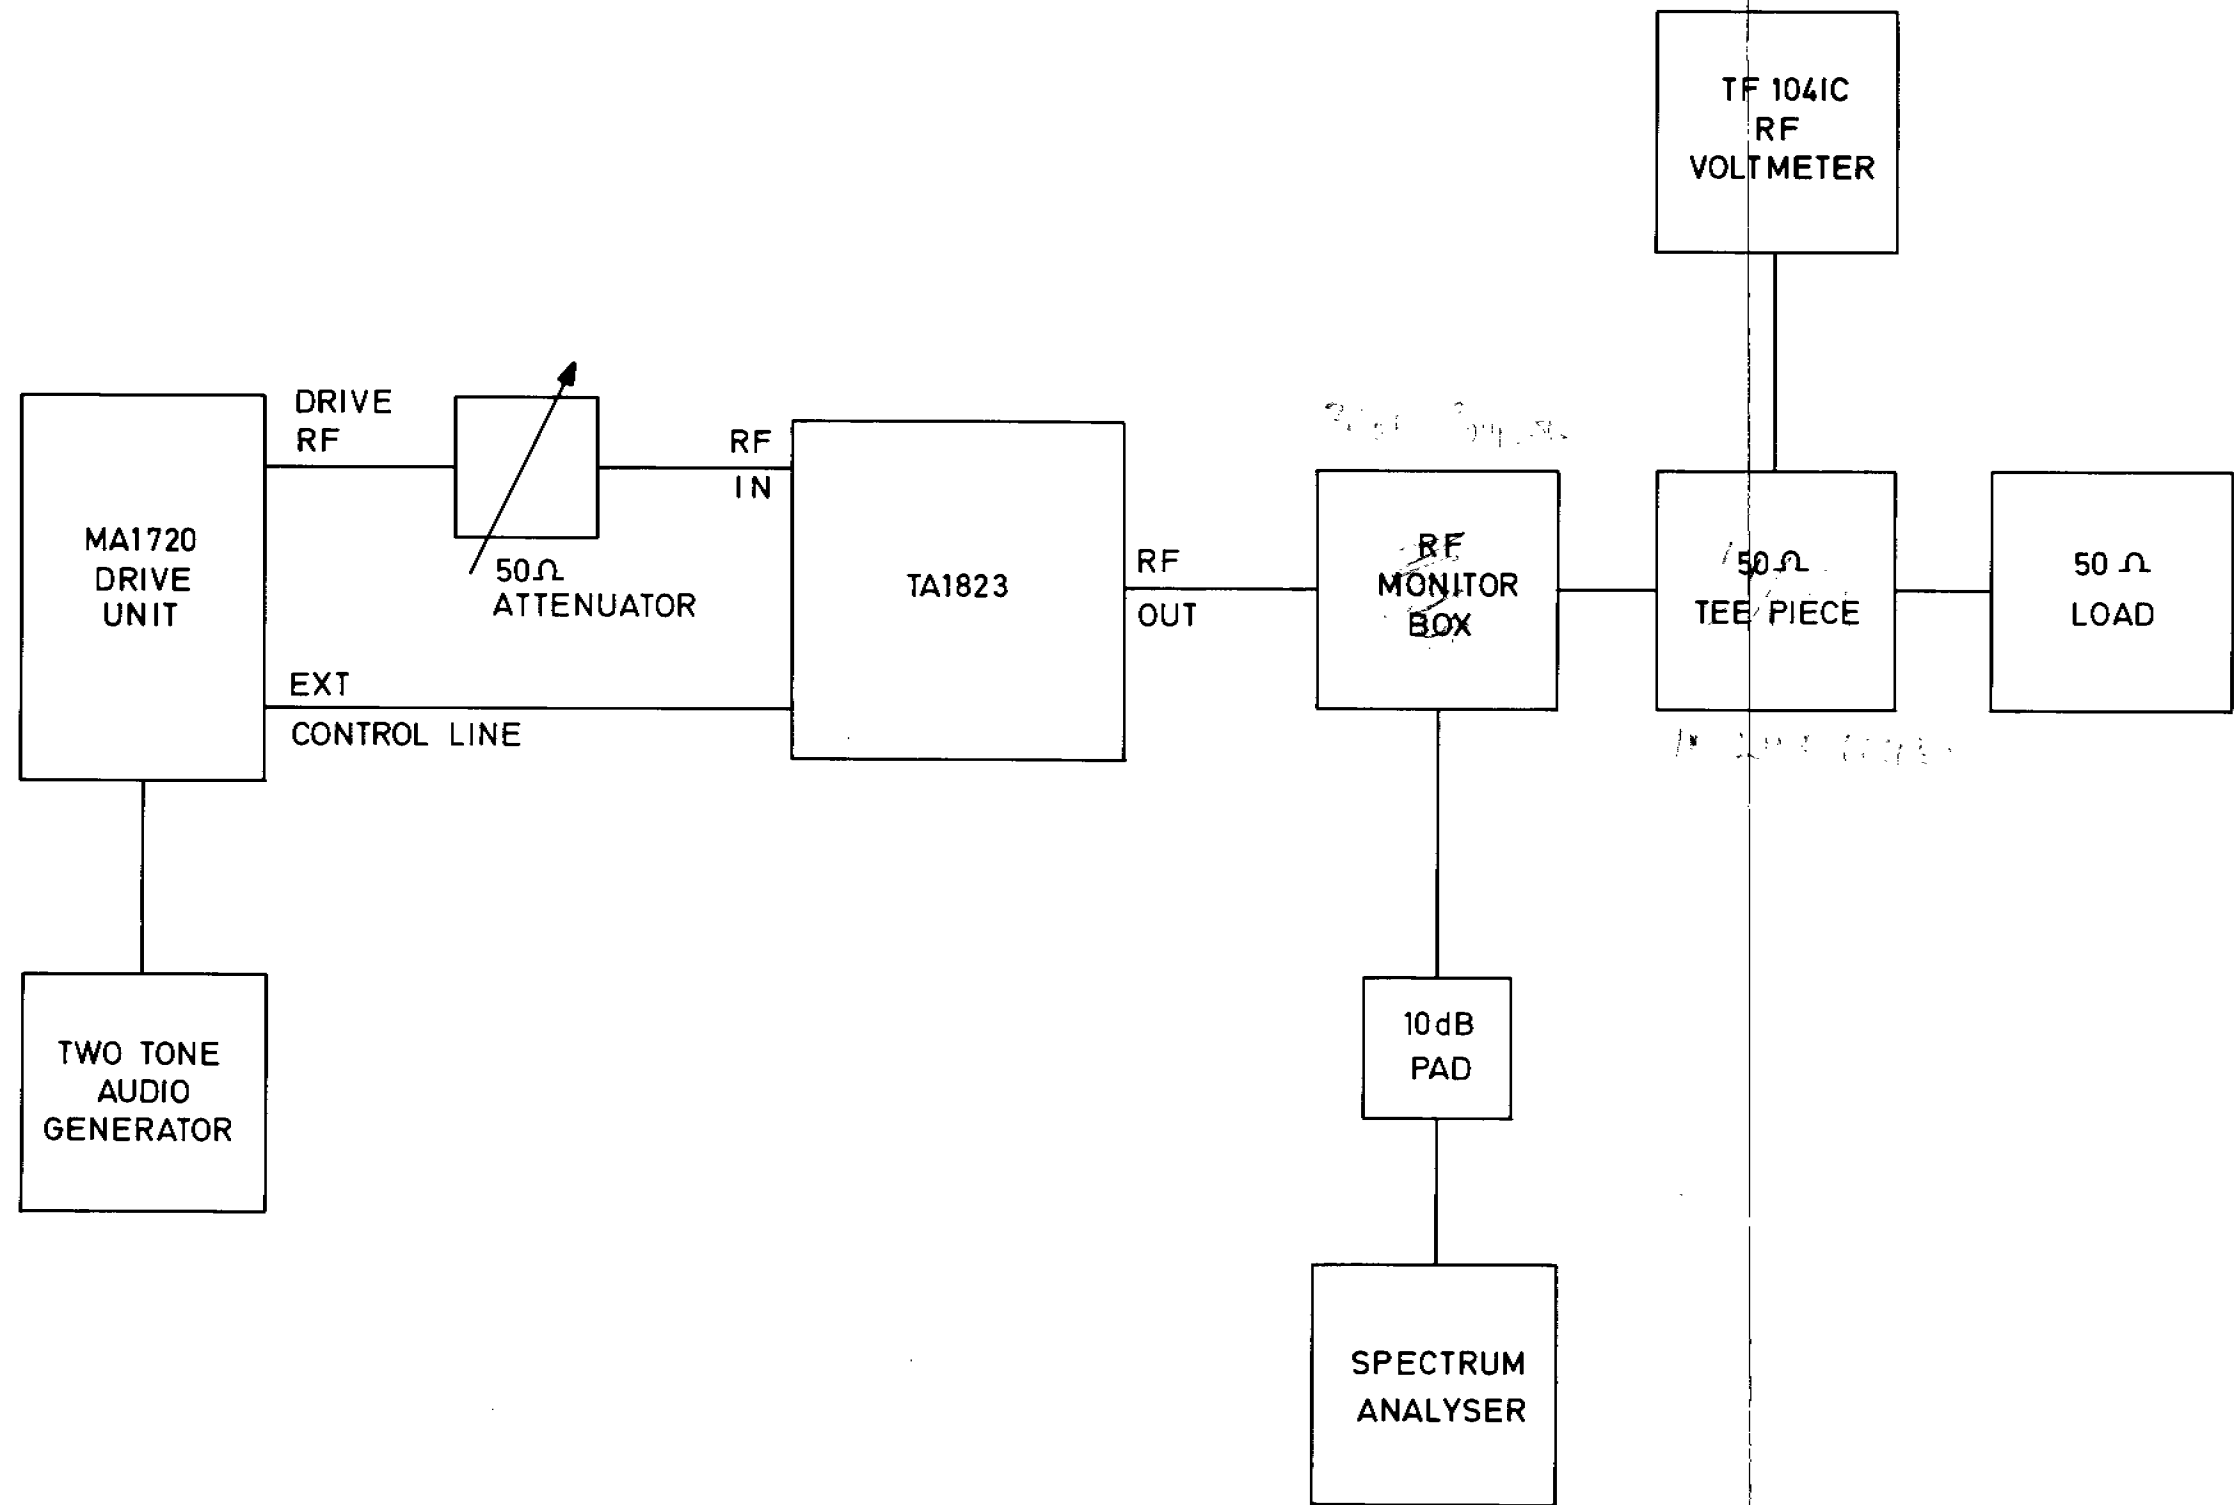 TF 1041C
RF
VOLTMETER
DRIVE
RF
RF
IN
MA1720
DRIVE
UNIT
50Ω
ATTENUATOR
TA1823
RF
OUT
RF
MONITOR
BOX
50Ω
TEE PIECE
50 Ω
LOAD
EXT
CONTROL LINE
10dB
PAD
TWO TONE
AUDIO
GENERATOR
SPECTRUM
ANALYSER